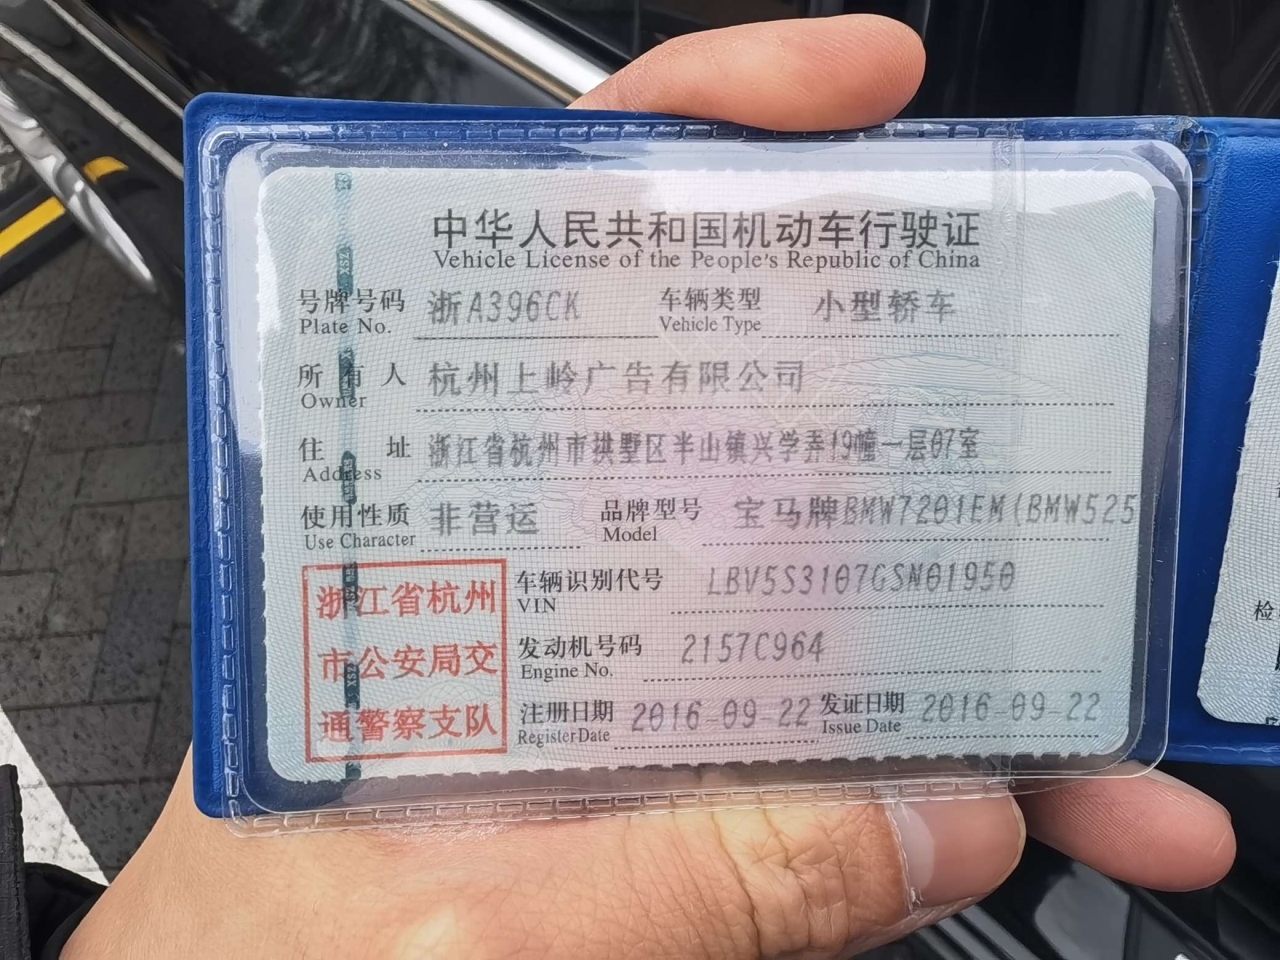 中华人民共和国机动车行驶证
Vehicle License of the People's Republic of China
号牌号码 浙A396CK 车辆类型 小型轿车
Plate No. Vehicle Type
所有人 杭州上岭广告有限公司
Owner
住址 浙江省杭州市拱墅区半山镇兴学弄19幢一层07室
Address
使用性质 非营运 品牌型号 宝马牌BMW7201EM(BMW525
Use Character Model
浙江省杭州
市公安局交
通警察支队
车辆识别代号 LBV5S3107GSN01950
VIN
发动机号码 2157C964
Engine No.
注册日期 2016-09-22 发证日期 2016-09-22
Register Date Issue Date
检